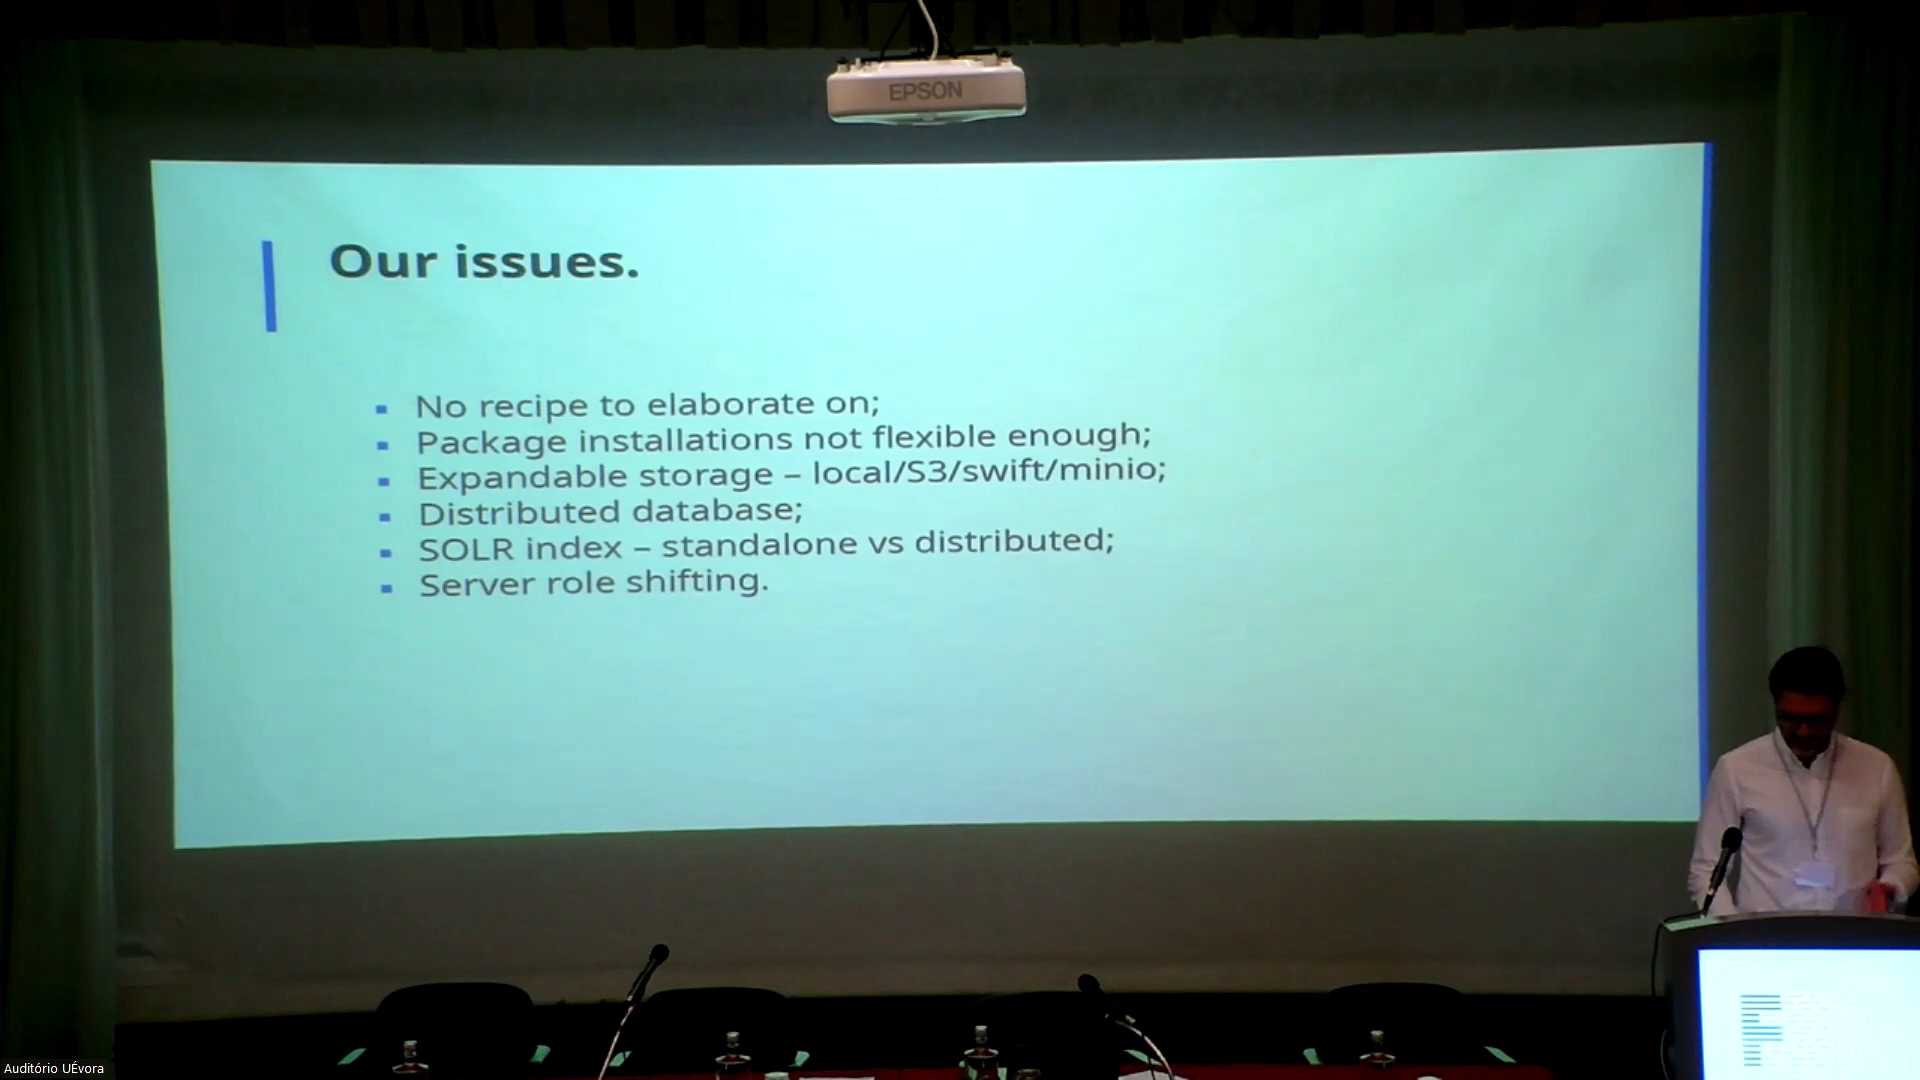 EPSON
Our issues.
No recipe to elaborate on;
Package installations not flexible enough;
Expandable storage – local/S3/swift/minio;
Distributed database;
SOLR index – standalone vs distributed;
Server role shifting.
Auditório UÉvora